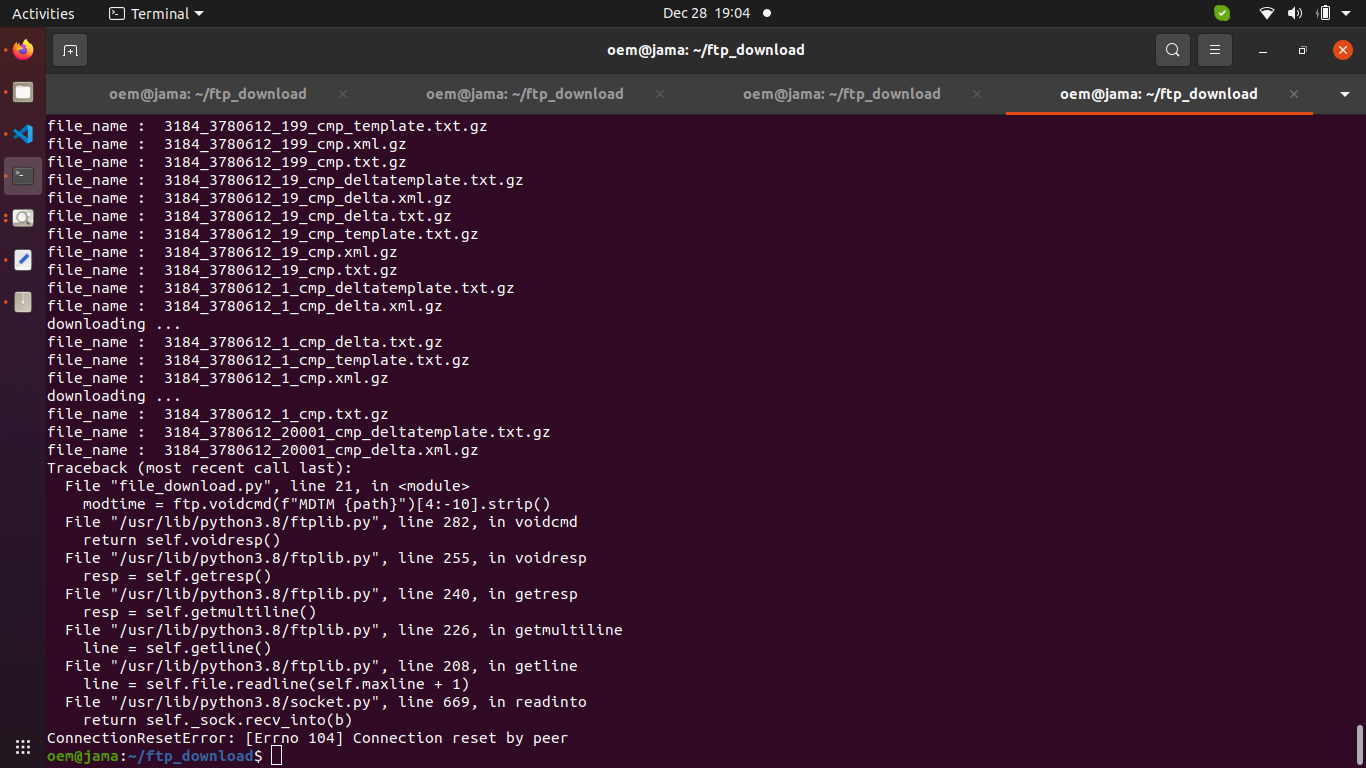 Activities Terminal Dec 28 19:04
oem@jama: ~/ftp_download
oem@jama: ~/ftp_download oem@jama: ~/ftp_download oem@jama: ~/ftp_download oem@jama: ~/ftp_download
file_name :  3184_3780612_199_cmp_template.txt.gz
file_name :  3184_3780612_199_cmp.xml.gz
file_name :  3184_3780612_199_cmp.txt.gz
file_name :  3184_3780612_19_cmp_deltatemplate.txt.gz
file_name :  3184_3780612_19_cmp_delta.xml.gz
file_name :  3184_3780612_19_cmp_delta.txt.gz
file_name :  3184_3780612_19_cmp_template.txt.gz
file_name :  3184_3780612_19_cmp.xml.gz
file_name :  3184_3780612_19_cmp.txt.gz
file_name :  3184_3780612_1_cmp_deltatemplate.txt.gz
file_name :  3184_3780612_1_cmp_delta.xml.gz
downloading ...
file_name :  3184_3780612_1_cmp_delta.txt.gz
file_name :  3184_3780612_1_cmp_template.txt.gz
file_name :  3184_3780612_1_cmp.xml.gz
downloading ...
file_name :  3184_3780612_1_cmp.txt.gz
file_name :  3184_3780612_20001_cmp_deltatemplate.txt.gz
file_name :  3184_3780612_20001_cmp_delta.xml.gz
Traceback (most recent call last):
  File "file_download.py", line 21, in <module>
    modtime = ftp.voidcmd(f"MDTM {path}")[4:-10].strip()
  File "/usr/lib/python3.8/ftplib.py", line 282, in voidcmd
    return self.voidresp()
  File "/usr/lib/python3.8/ftplib.py", line 255, in voidresp
    resp = self.getresp()
  File "/usr/lib/python3.8/ftplib.py", line 240, in getresp
    resp = self.getmultiline()
  File "/usr/lib/python3.8/ftplib.py", line 226, in getmultiline
    line = self.getline()
  File "/usr/lib/python3.8/ftplib.py", line 208, in getline
    line = self.file.readline(self.maxline + 1)
  File "/usr/lib/python3.8/socket.py", line 669, in readinto
    return self._sock.recv_into(b)
ConnectionResetError: [Errno 104] Connection reset by peer
oem@jama:~/ftp_download$